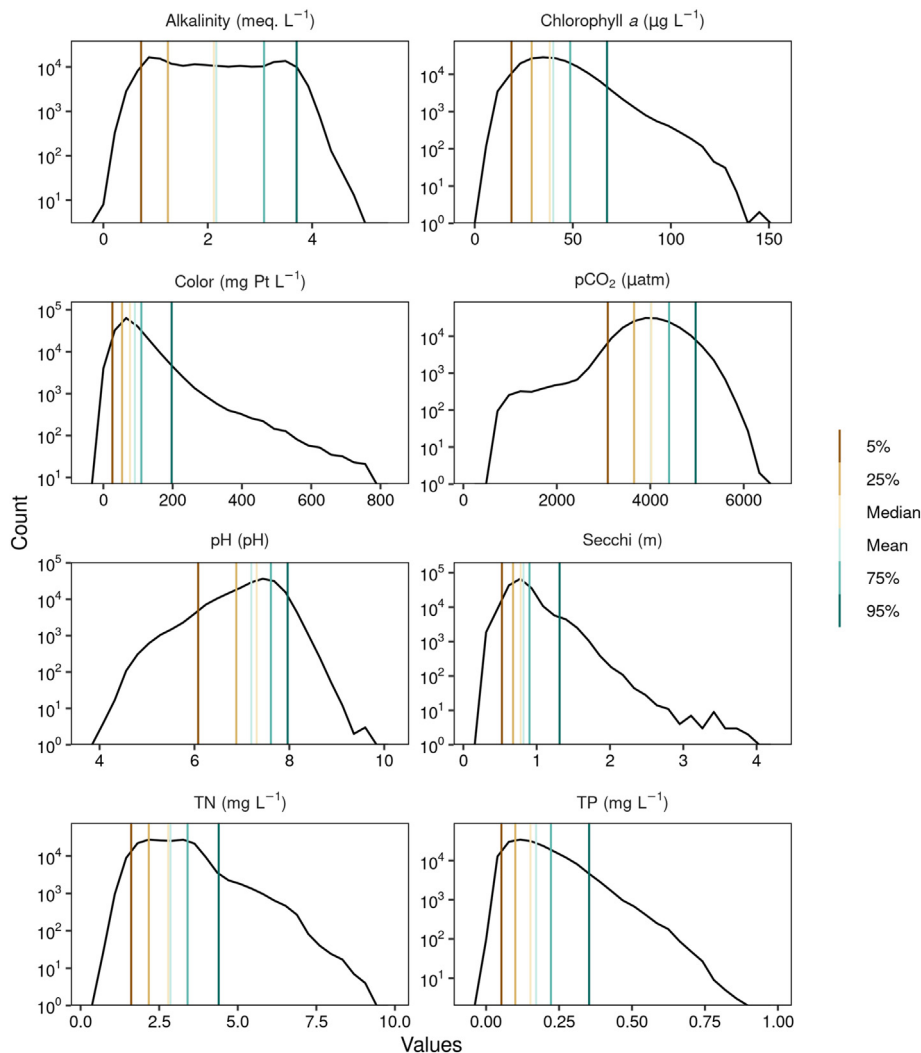 Alkalinity (meq. L⁻¹)
10⁴
10³
10²
10¹
0 2 4
Chlorophyll a (µg L⁻¹)
10⁴
10³
10²
10¹
10⁰
0 50 100 150
Color (mg Pt L⁻¹)
10⁵
10⁴
10³
10²
10¹
0 200 400 600 800
pCO₂ (µatm)
10⁴
10³
10²
10¹
10⁰
0 2000 4000 6000
Count
pH (pH)
10⁵
10⁴
10³
10²
10¹
10⁰
4 6 8 10
Secchi (m)
10⁵
10⁴
10³
10²
10¹
10⁰
0 1 2 3 4
TN (mg L⁻¹)
10⁴
10³
10²
10¹
10⁰
0.0 2.5 5.0 7.5 10.0
TP (mg L⁻¹)
10⁴
10³
10²
10¹
0.00 0.25 0.50 0.75 1.00
Values
5%
25%
Median
Mean
75%
95%